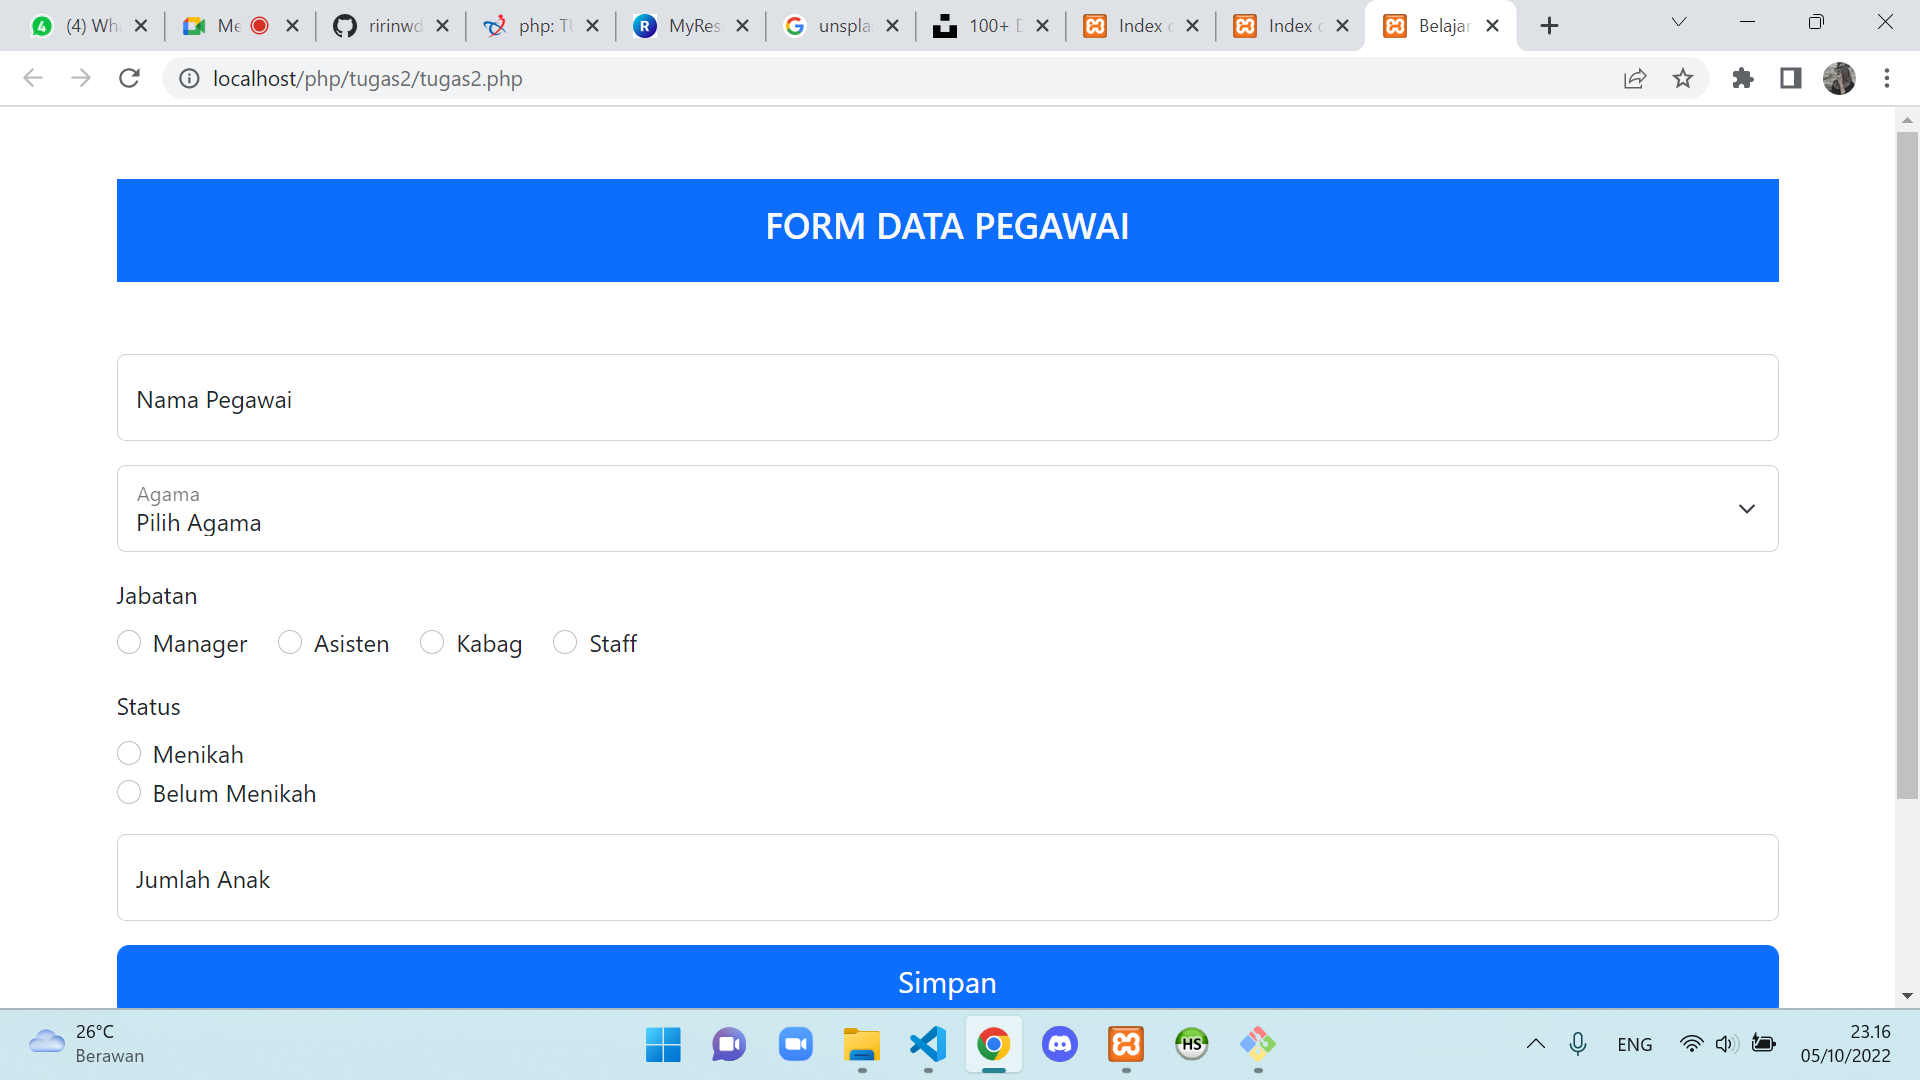 (4) Wh
Me
ririnwd
php: TU
MyRes
unspla
100+ D
Index o
Index o
Belajar
localhost/php/tugas2/tugas2.php
FORM DATA PEGAWAI
Nama Pegawai
Agama
Pilih Agama
Jabatan
Manager Asisten Kabag Staff
Status
Menikah
Belum Menikah
Jumlah Anak
Simpan
26°C
Berawan
HS
ENG
23.16
05/10/2022